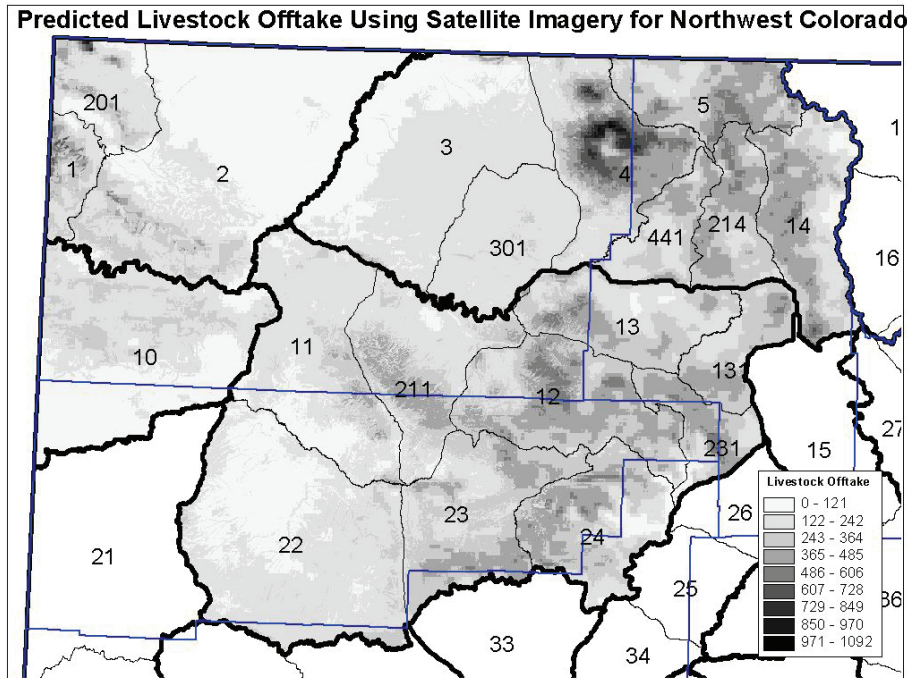 Predicted Livestock Offtake Using Satellite Imagery for Northwest Colorado
201
5
1
3
1
2
4
441
214
14
301
16
13
10
11
131
211
12
27
231
15
23
26
24
22
21
25
36
33
34
Livestock Offtake
0 - 121
122 - 242
243 - 364
365 - 485
486 - 606
607 - 728
729 - 849
850 - 970
971 - 1092